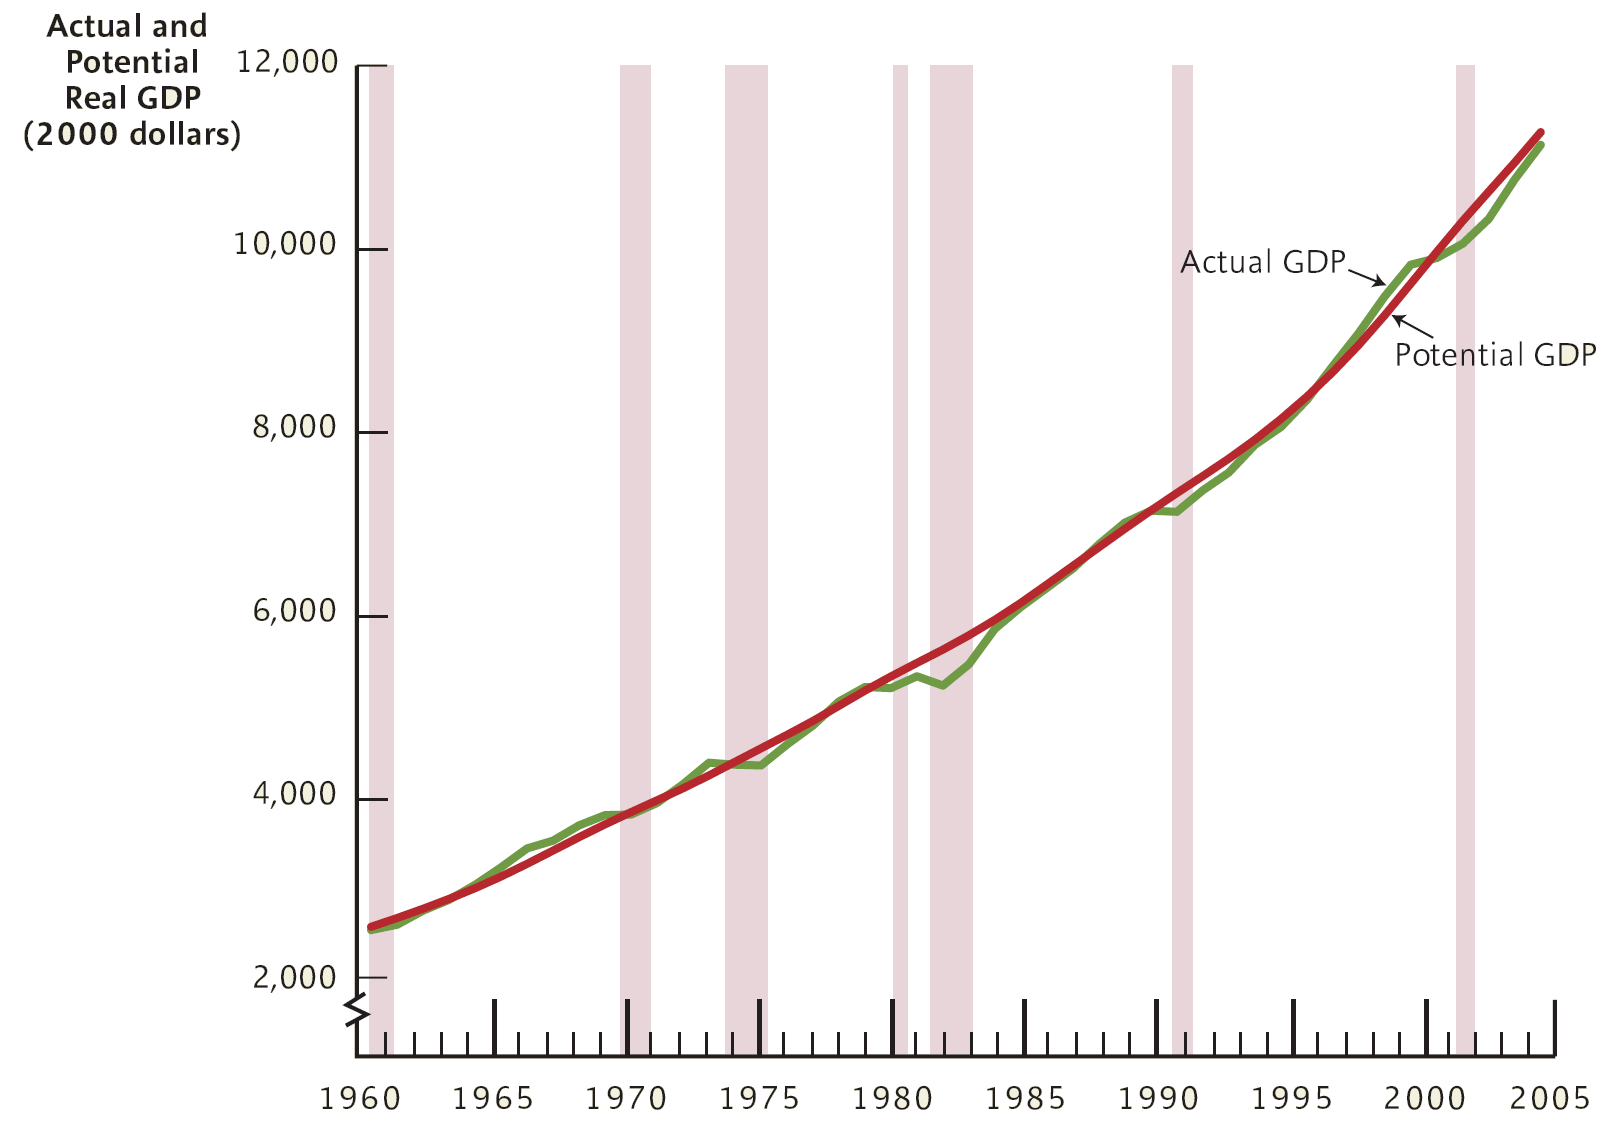 Actual and
Potential
Real GDP
(2000 dollars)
12,000
10,000
8,000
6,000
4,000
2,000
Actual GDP
Potential GDP
1960 1965 1970 1975 1980 1985 1990 1995 2000 2005